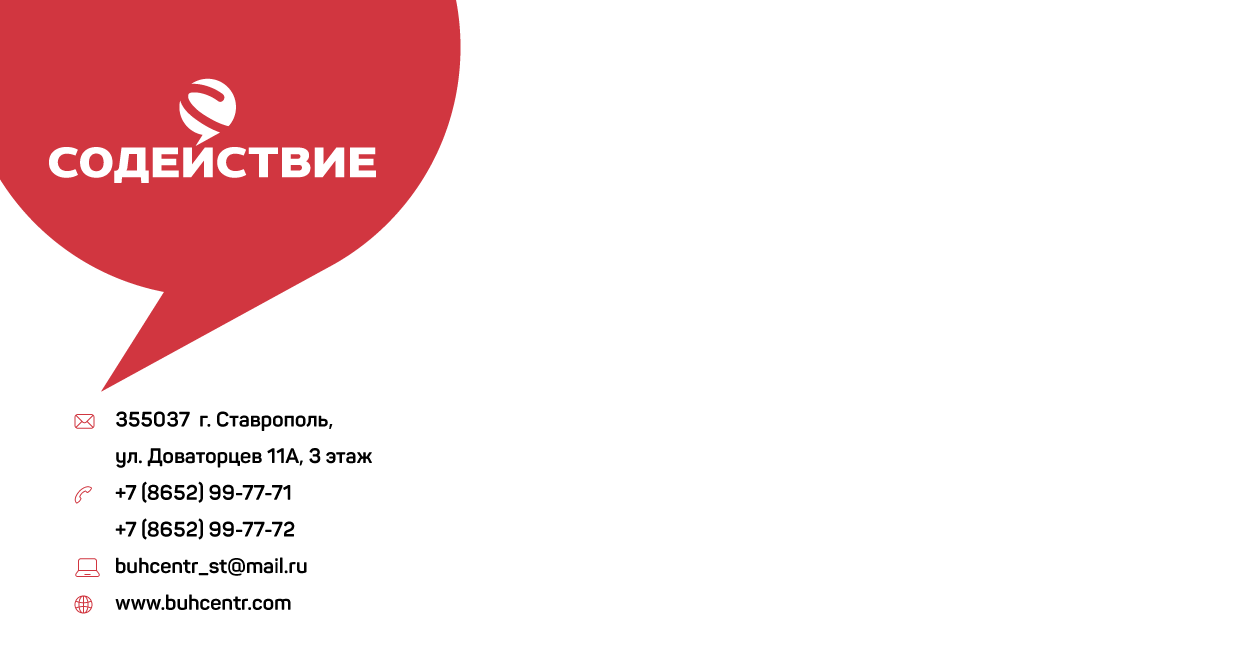 СОДЕЙСТВИЕ
355037 г. Ставрополь,
ул. Доваторцев 11А, 3 этаж
+7 (8652) 99-77-71
+7 (8652) 99-77-72
buhcentr_st@mail.ru
www.buhcentr.com